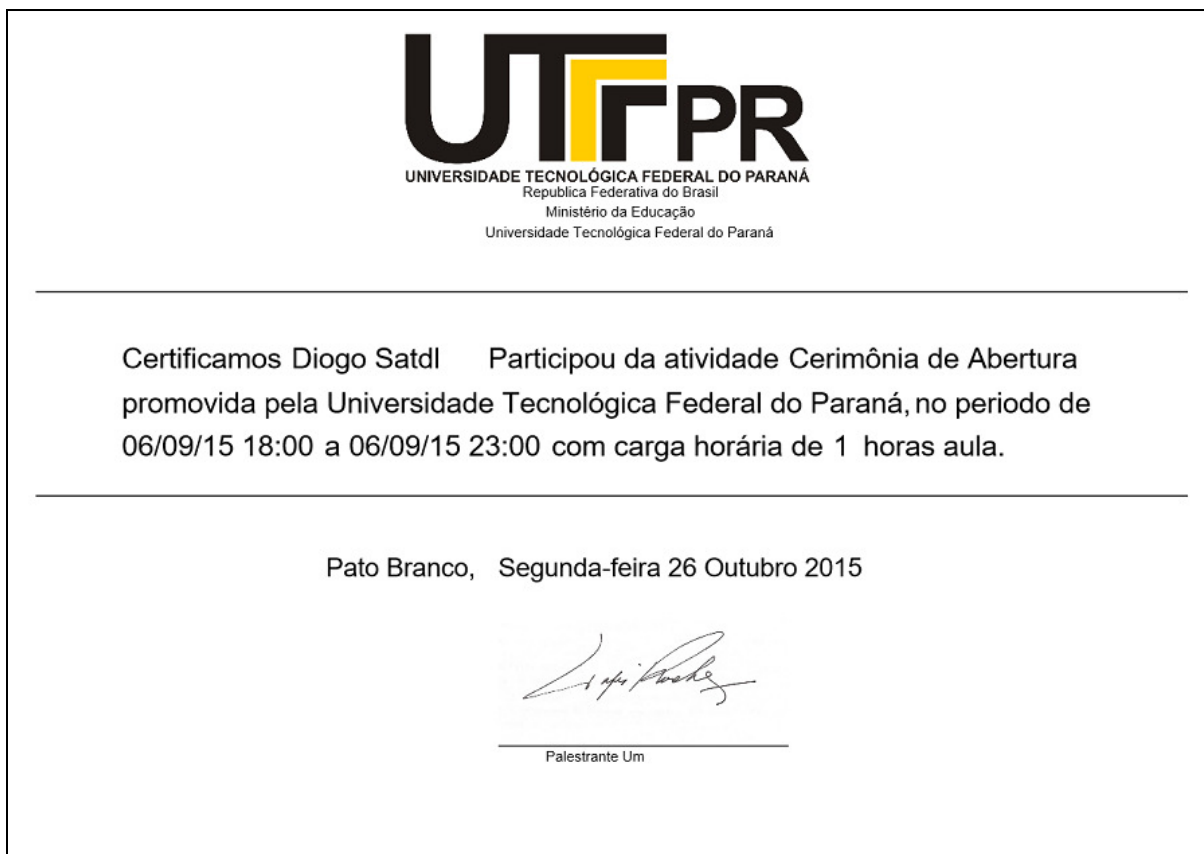 UTFPR
UNIVERSIDADE TECNOLÓGICA FEDERAL DO PARANÁ
Republica Federativa do Brasil
Ministério da Educação
Universidade Tecnológica Federal do Paraná
Certificamos Diogo Satdl Participou da atividade Cerimônia de Abertura
promovida pela Universidade Tecnológica Federal do Paraná, no periodo de
06/09/15 18:00 a 06/09/15 23:00 com carga horária de 1 horas aula.
Pato Branco, Segunda-feira 26 Outubro 2015
Palestrante Um